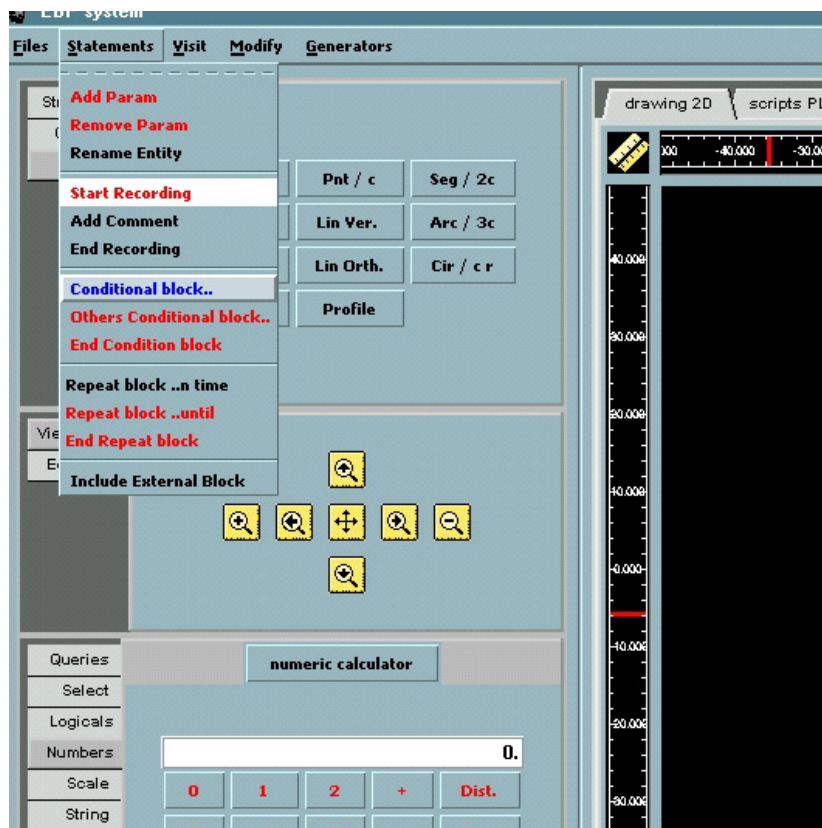 Files Statements Visit Modify Generators
Add Param
Remove Param
Rename Entity
Start Recording
Add Comment
End Recording
Conditional block..
Others Conditional block..
End Condition block
Repeat block ..n time
Repeat block ..until
End Repeat block
Include External Block
Pnt / c Seg / 2c
Lin Ver. Arc / 3c
Lin Orth. Cir / c r
Profile
drawing 2D scripts PL
-40.000
40.000
30.000
20.000
10.000
-0.000
-10.000
-20.000
-30.000
Queries
Select
Logicals
Numbers
Scale
String
numeric calculator
0.
0 1 2 + Dist.